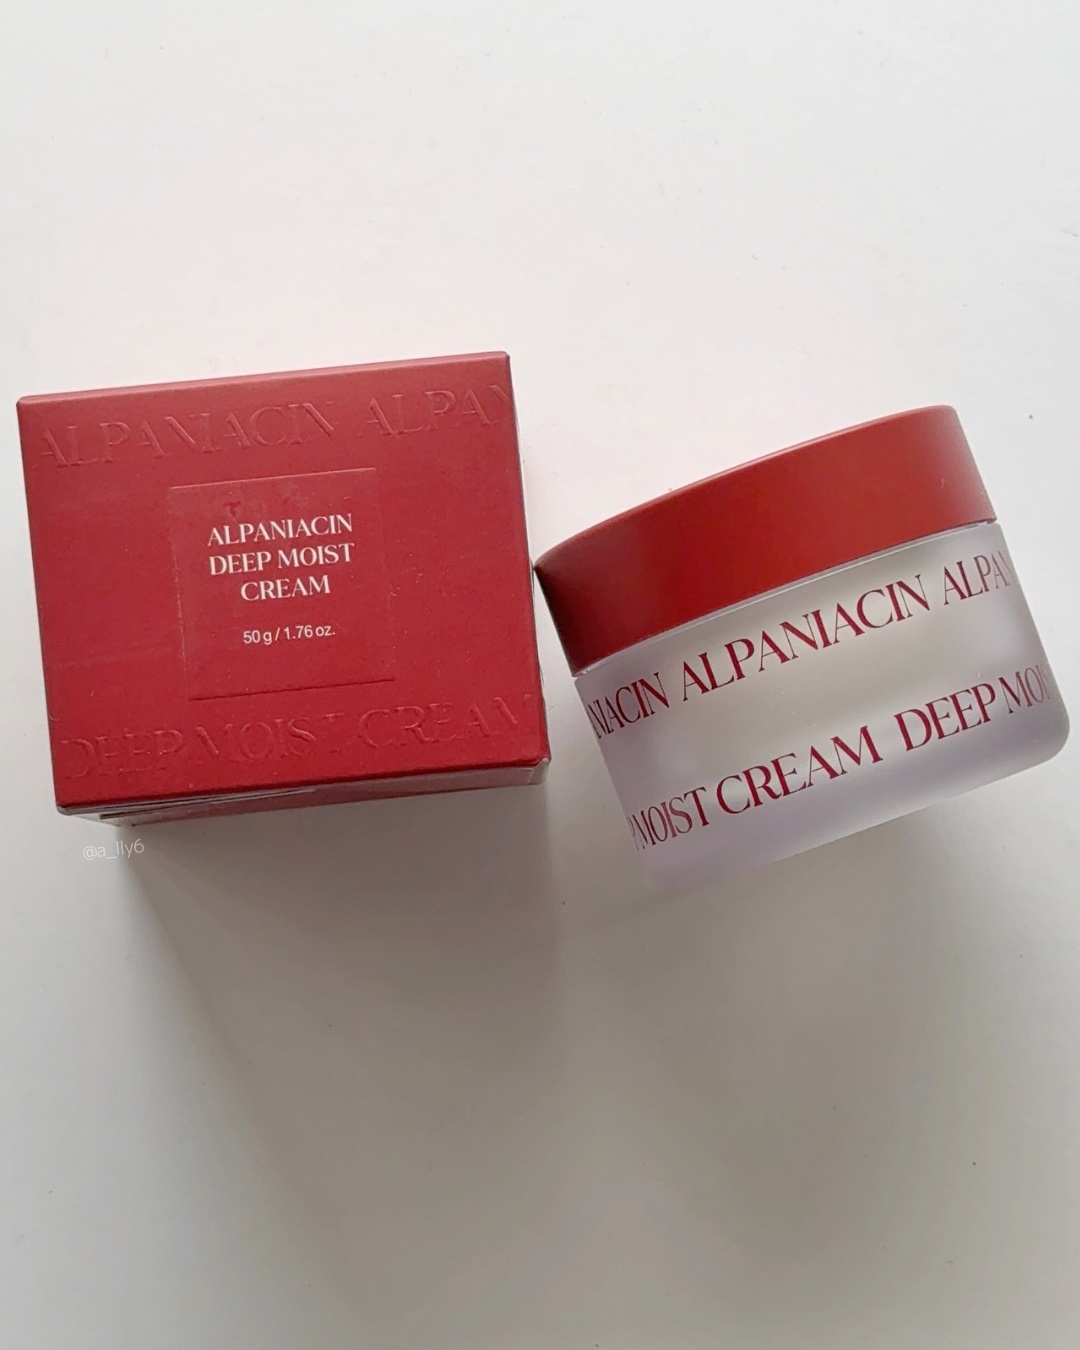 ALPANIACIN ALPAN
ALPANIACIN
DEEP MOIST
CREAM
50 g / 1.76 oz.
DEEP MOIST CREAM
@a_lly6
NIACIN ALPANIACIN ALPAN
P MOIST CREAM DEEP MOIS